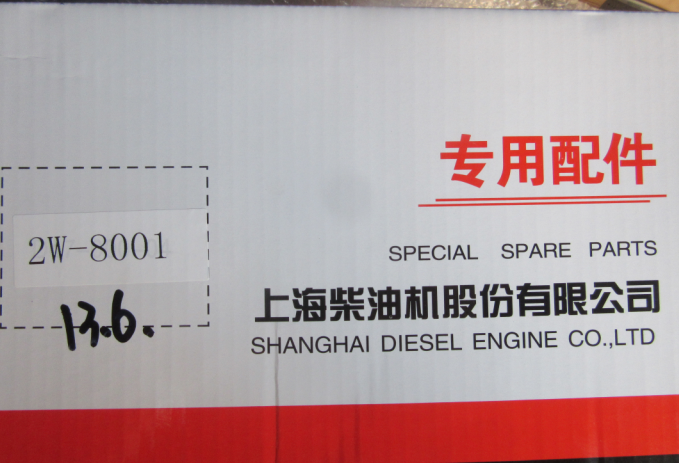 专用配件
SPECIAL SPARE PARTS
2W-8001
13.6.
上海柴油机股份有限公司
SHANGHAI DIESEL ENGINE CO.,LTD